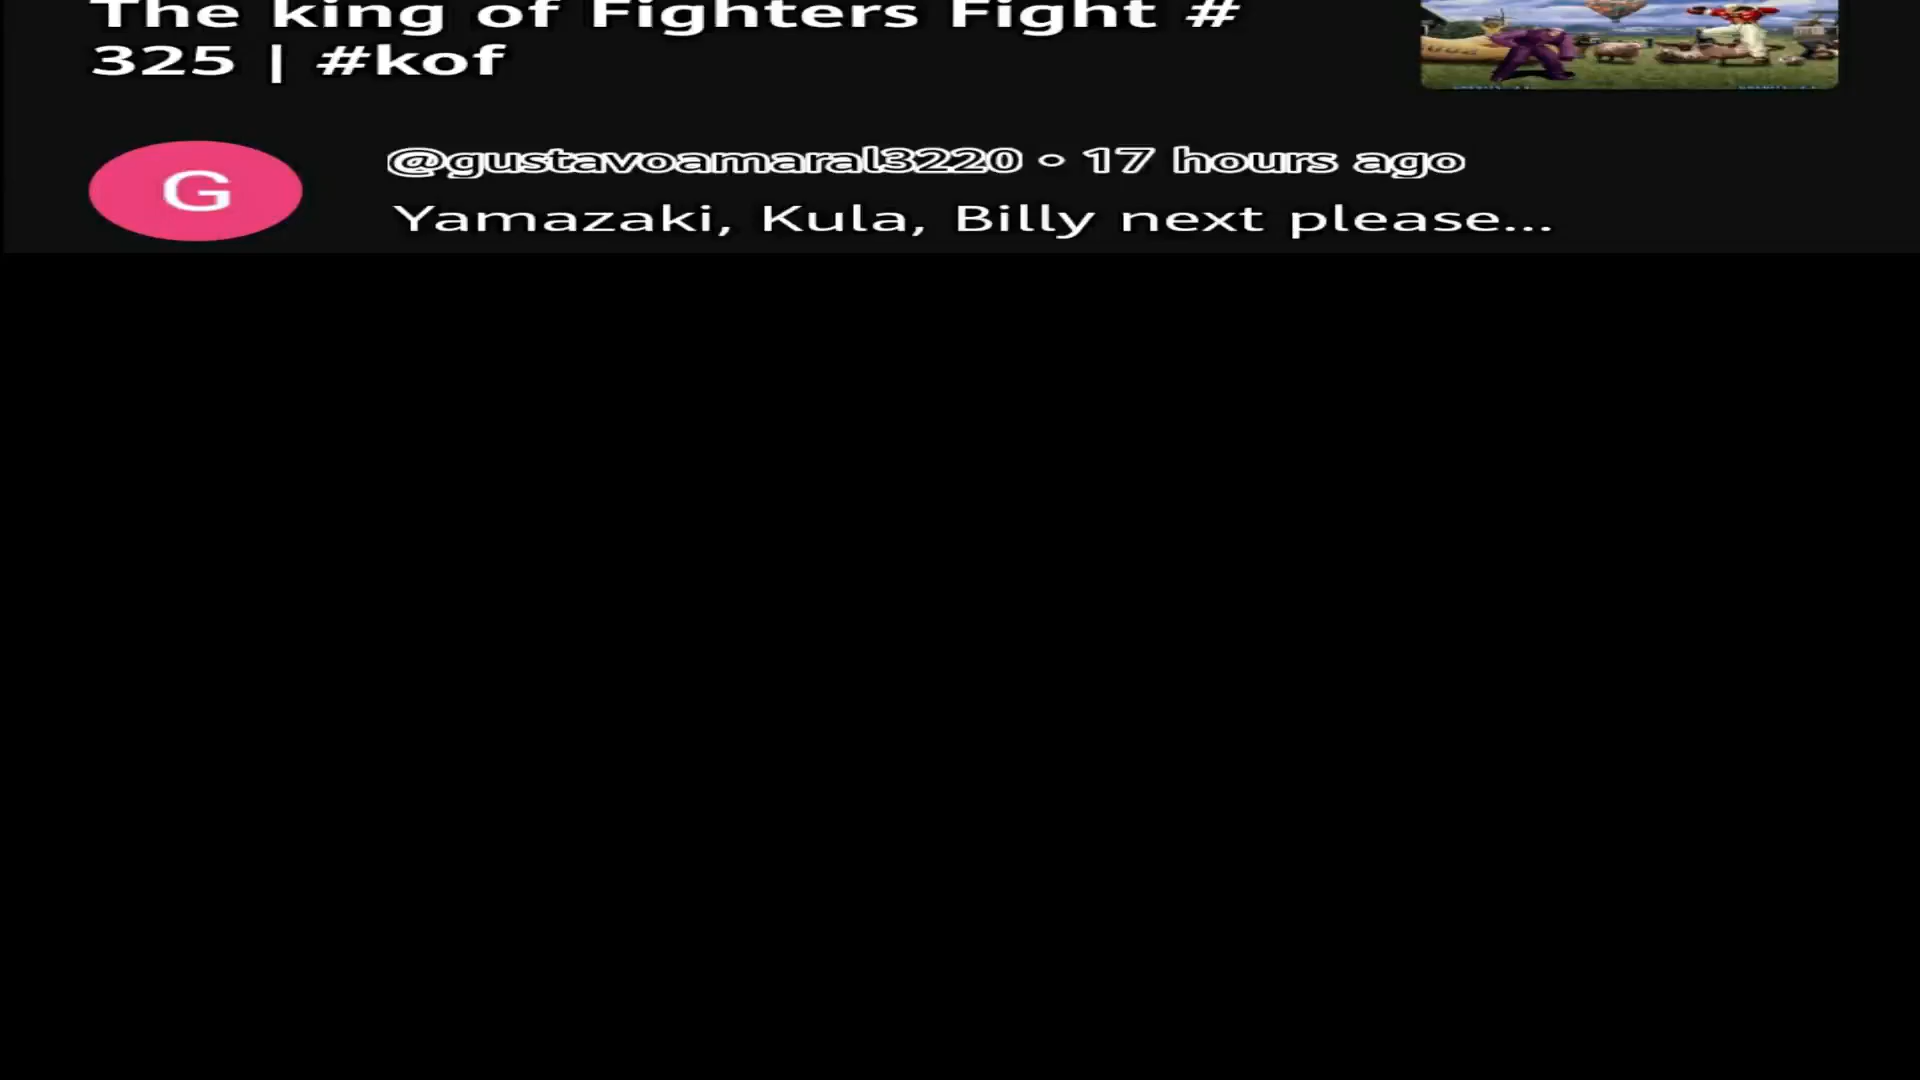 The king of Fighters Fight #
325 | #kof
G
@gustavoamaral3220 • 17 hours ago
Yamazaki, Kula, Billy next please...